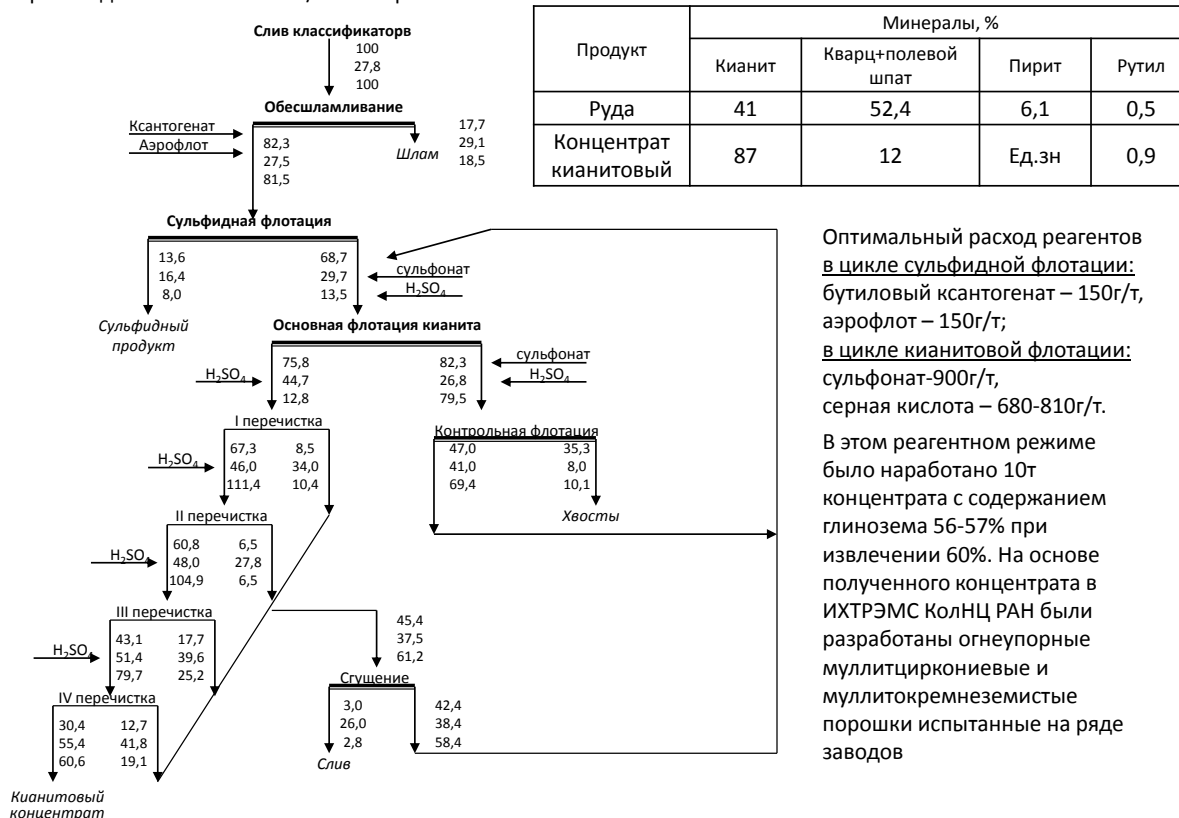 Слив классификаторв
100
27,8
100
Обесшламливание
Ксантогенат
Аэрофлот
82,3
27,5
81,5
Шлам
17,7
29,1
18,5
Сульфидная флотация
13,6
16,4
8,0
68,7
29,7
13,5
сульфонат
H₂SO₄
Сульфидный
продукт
Основная флотация кианита
H₂SO₄
75,8
44,7
12,8
82,3
26,8
79,5
сульфонат
H₂SO₄
I перечистка
H₂SO₄
67,3 8,5
46,0 34,0
111,4 10,4
Контрольная флотация
47,0 35,3
41,0 8,0
69,4 10,1
Хвосты
II перечистка
H₂SO₄
60,8 6,5
48,0 27,8
104,9 6,5
III перечистка
H₂SO₄
43,1 17,7
51,4 39,6
79,7 25,2
45,4
37,5
61,2
IV перечистка
30,4 12,7
55,4 41,8
60,6 19,1
Сгущение
3,0 42,4
26,0 38,4
2,8 58,4
Слив
Кианитовый
концентрат
Продукт
Минералы, %
Кианит Кварц+полевой шпат Пирит Рутил
Руда 41 52,4 6,1 0,5
Концентрат кианитовый 87 12 Ед.зн 0,9
Оптимальный расход реагентов
в цикле сульфидной флотации:
бутиловый ксантогенат – 150г/т,
аэрофлот – 150г/т;
в цикле кианитовой флотации:
сульфонат-900г/т,
серная кислота – 680-810г/т.
В этом реагентном режиме
было наработано 10т
концентрата с содержанием
глинозема 56-57% при
извлечении 60%. На основе
полученного концентрата в
ИХТРЭМС КолНЦ РАН были
разработаны огнеупорные
муллитциркониевые и
муллитокремнеземистые
порошки испытанные на ряде
заводов